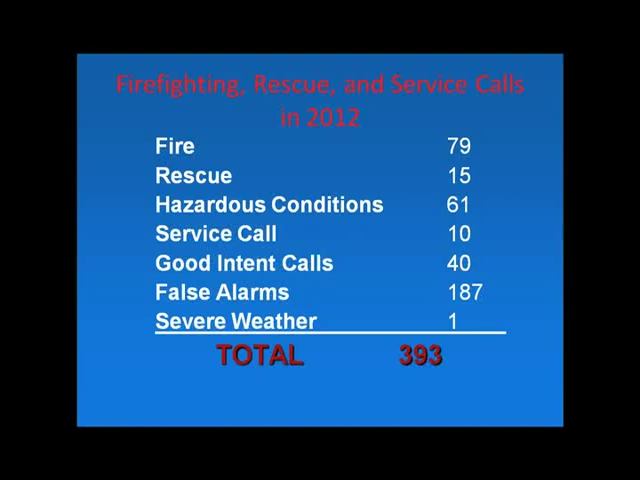 Firefighting, Rescue, and Service Calls
in 2012
Fire 79
Rescue 15
Hazardous Conditions 61
Service Call 10
Good Intent Calls 40
False Alarms 187
Severe Weather 1
TOTAL 393